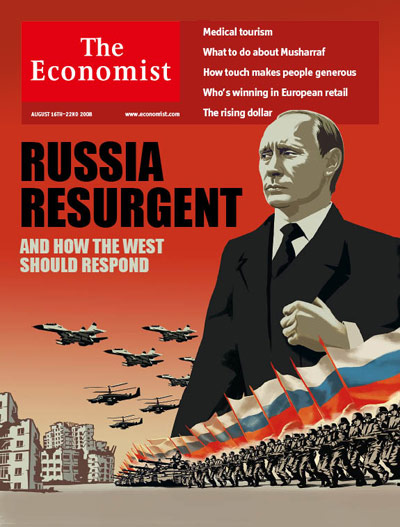 The
Economist
AUGUST 16TH–22ND 2008
www.economist.com
Medical tourism
What to do about Musharraf
How touch makes people generous
Who's winning in European retail
The rising dollar
RUSSIA
RESURGENT
AND HOW THE WEST
SHOULD RESPOND